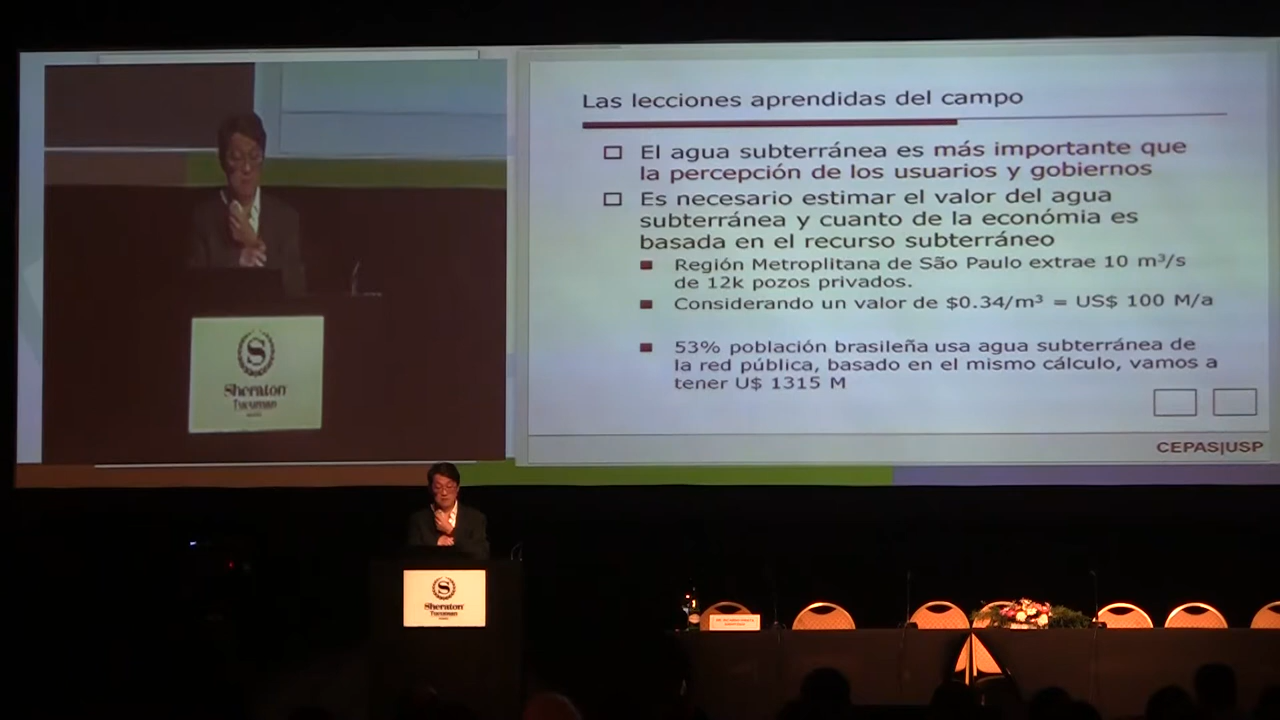 Las lecciones aprendidas del campo
El agua subterránea es más importante que
la percepción de los usuarios y gobiernos
Es necesario estimar el valor del agua
subterránea y cuanto de la económia es
basada en el recurso subterráneo
Región Metroplitana de São Paulo extrae 10 m³/s
de 12k pozos privados.
Considerando un valor de $0.34/m³ = US$ 100 M/a
53% población brasileña usa agua subterránea de
la red pública, basado en el mismo cálculo, vamos a
tener U$ 1315 M
CEPAS|USP
S
Sheraton
Tucuman
S
Sheraton
Tucuman